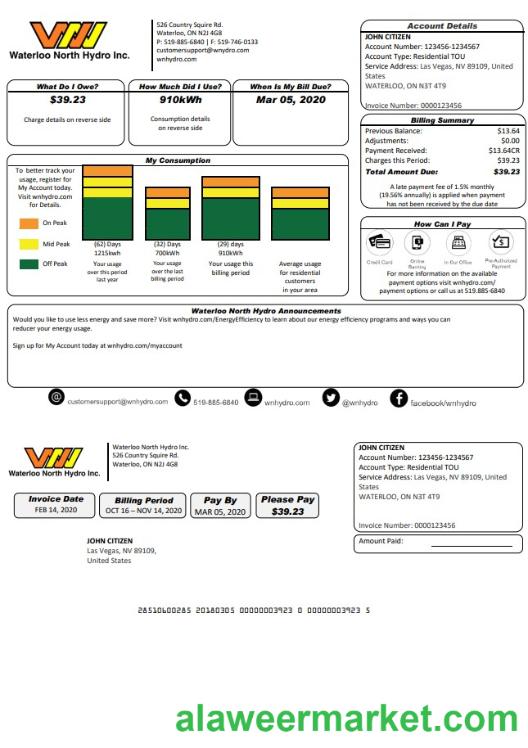 Waterloo North Hydro Inc.
526 Country Squire Rd.
Waterloo, ON N2J 4G8
P: 519-885-6840 | F: 519-746-0133
customersupport@wnydro.com
wnhydro.com
Account Details
JOHN CITIZEN
Account Number: 123456-1234567
Account Type: Residential TOU
Service Address: Las Vegas, NV 89109, United
States
WATERLOO, ON N3T 4T9
Invoice Number: 0000123456
What Do I Owe?
$39.23
Charge details on reverse side
How Much Did I Use?
910kWh
Consumption details
on reverse side
When Is My Bill Due?
Mar 05, 2020
Billing Summary
Previous Balance: $13.64
Adjustments: $0.00
Payment Received: $13.64CR
Charges this Period: $39.23
Total Amount Due: $39.23
A late payment fee of 1.5% monthly
(19.56% annually) is applied when payment
has not been received by the due date
My Consumption
To better track your
usage, register for
My Account today.
Visit wnhydro.com
for Details.
On Peak
Mid Peak
Off Peak
(62) Days
1215kwh
Your usage
over this period
last year
(32) Days
700kWh
Your usage
over the last
billing period
(29) days
910kWh
Your usage this
billing period
Average usage
for residential
customers
in your area
How Can I Pay
Credit Card
Online
Banking
In Our Office
Pre-Authorized
Payment
For more information on the available
payment options visit wnhydro.com/
payment options or call us at 519.885-6840
Waterloo North Hydro Announcements
Would you like to use less energy and save more? Visit wnhydro.com/EnergyEfficiency to learn about our energy efficiency programs and ways you can
reducer your energy usage.
Sign up for My Account today at wnhydro.com/myaccount
customersupport@wnhydro.com
519-885-6840
wnhydro.com
@wnhydro
facebook/wnhydro
Waterloo North Hydro Inc.
Waterloo North Hydro Inc.
526 Country Squire Rd.
Waterloo, ON N2J 4G8
JOHN CITIZEN
Account Number: 123456-1234567
Account Type: Residential TOU
Service Address: Las Vegas, NV 89109, United
States
WATERLOO, ON N3T 4T9
Invoice Number: 0000123456
Invoice Date
FEB 14, 2020
Billing Period
OCT 16 – NOV 14, 2020
Pay By
MAR 05, 2020
Please Pay
$39.23
Amount Paid:
JOHN CITIZEN
Las Vegas, NV 89109,
United States
28510600285 20180305 00000003923 0 00000003923 5
alaweermarket.com